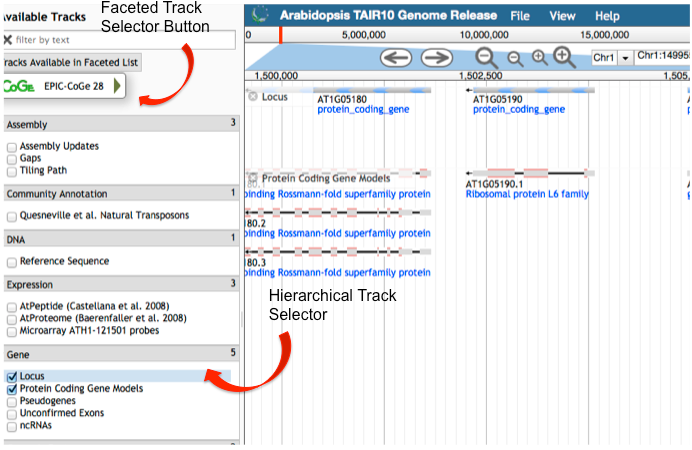 Available Tracks
Faceted Track
Selector Button
filter by text
Tracks Available in Faceted List
CoGe EPIC-CoGe 28
Assembly 3
Assembly Updates
Gaps
Tiling Path
Community Annotation 1
Quesneville et al. Natural Transposons
DNA 1
Reference Sequence
Expression 3
AtPeptide (Castellana et al. 2008)
AtProteome (Baerenfaller et al. 2008)
Microarray ATH1-121501 probes
Gene 5
Locus
Protein Coding Gene Models
Pseudogenes
Unconfirmed Exons
ncRNAs
Arabidopsis TAIR10 Genome Release File View Help
0 5,000,000 10,000,000 15,000,000
Chr1 Chr1:14995
1,500,000 1,502,500 1,505,
Locus
AT1G05180 AT1G05190
protein_coding_gene protein_coding_gene
Protein Coding Gene Models
AT1G05190.1
binding Rossmann-fold superfamily protein Ribosomal protein L6 family
180.2
binding Rossmann-fold superfamily protein
180.3
binding Rossmann-fold superfamily protein
Hierarchical Track
Selector